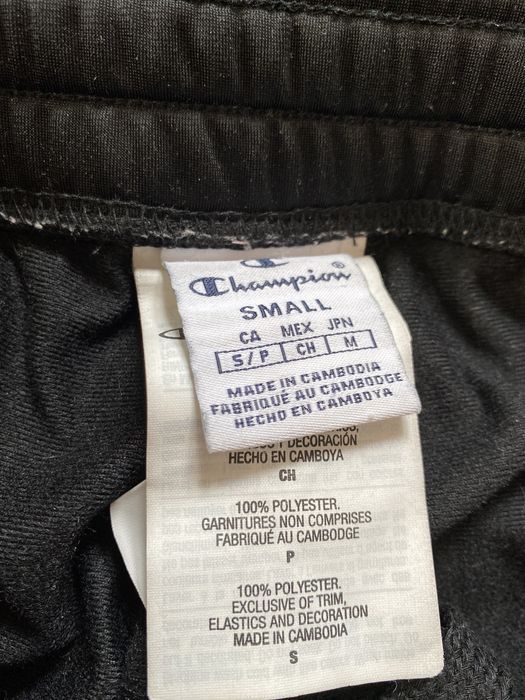 Champion®
SMALL
CA MEX JPN
S/P CH M
MADE IN CAMBODIA
FABRIQUÉ AU CAMBODGE
HECHO EN CAMBOYA
Y DECORACIÓN
HECHO EN CAMBOYA
CH
100% POLYESTER.
GARNITURES NON COMPRISES
FABRIQUÉ AU CAMBODGE
P
100% POLYESTER.
EXCLUSIVE OF TRIM,
ELASTICS AND DECORATION
MADE IN CAMBODIA
S